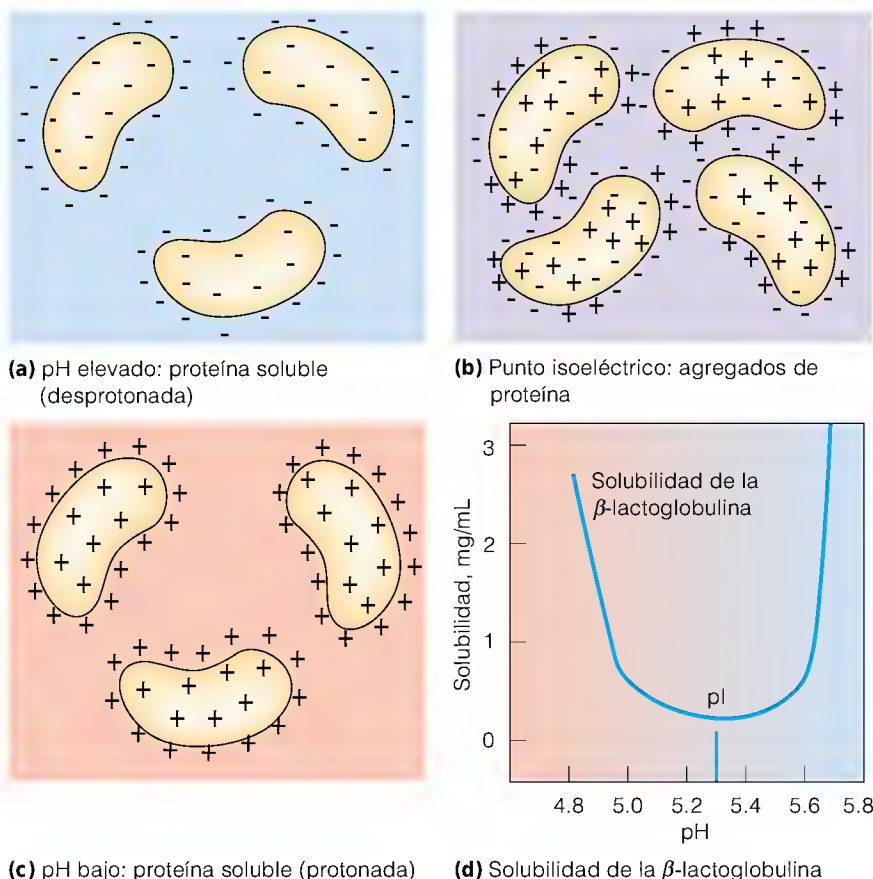 (a) pH elevado: proteína soluble
(desprotonada)
(b) Punto isoeléctrico: agregados de
proteína
(c) pH bajo: proteína soluble (protonada)
Solubilidad, mg/mL
3
2
1
0
Solubilidad de la
β-lactoglobulina
pI
4.8 5.0 5.2 5.4 5.6 5.8
pH
(d) Solubilidad de la β-lactoglobulina